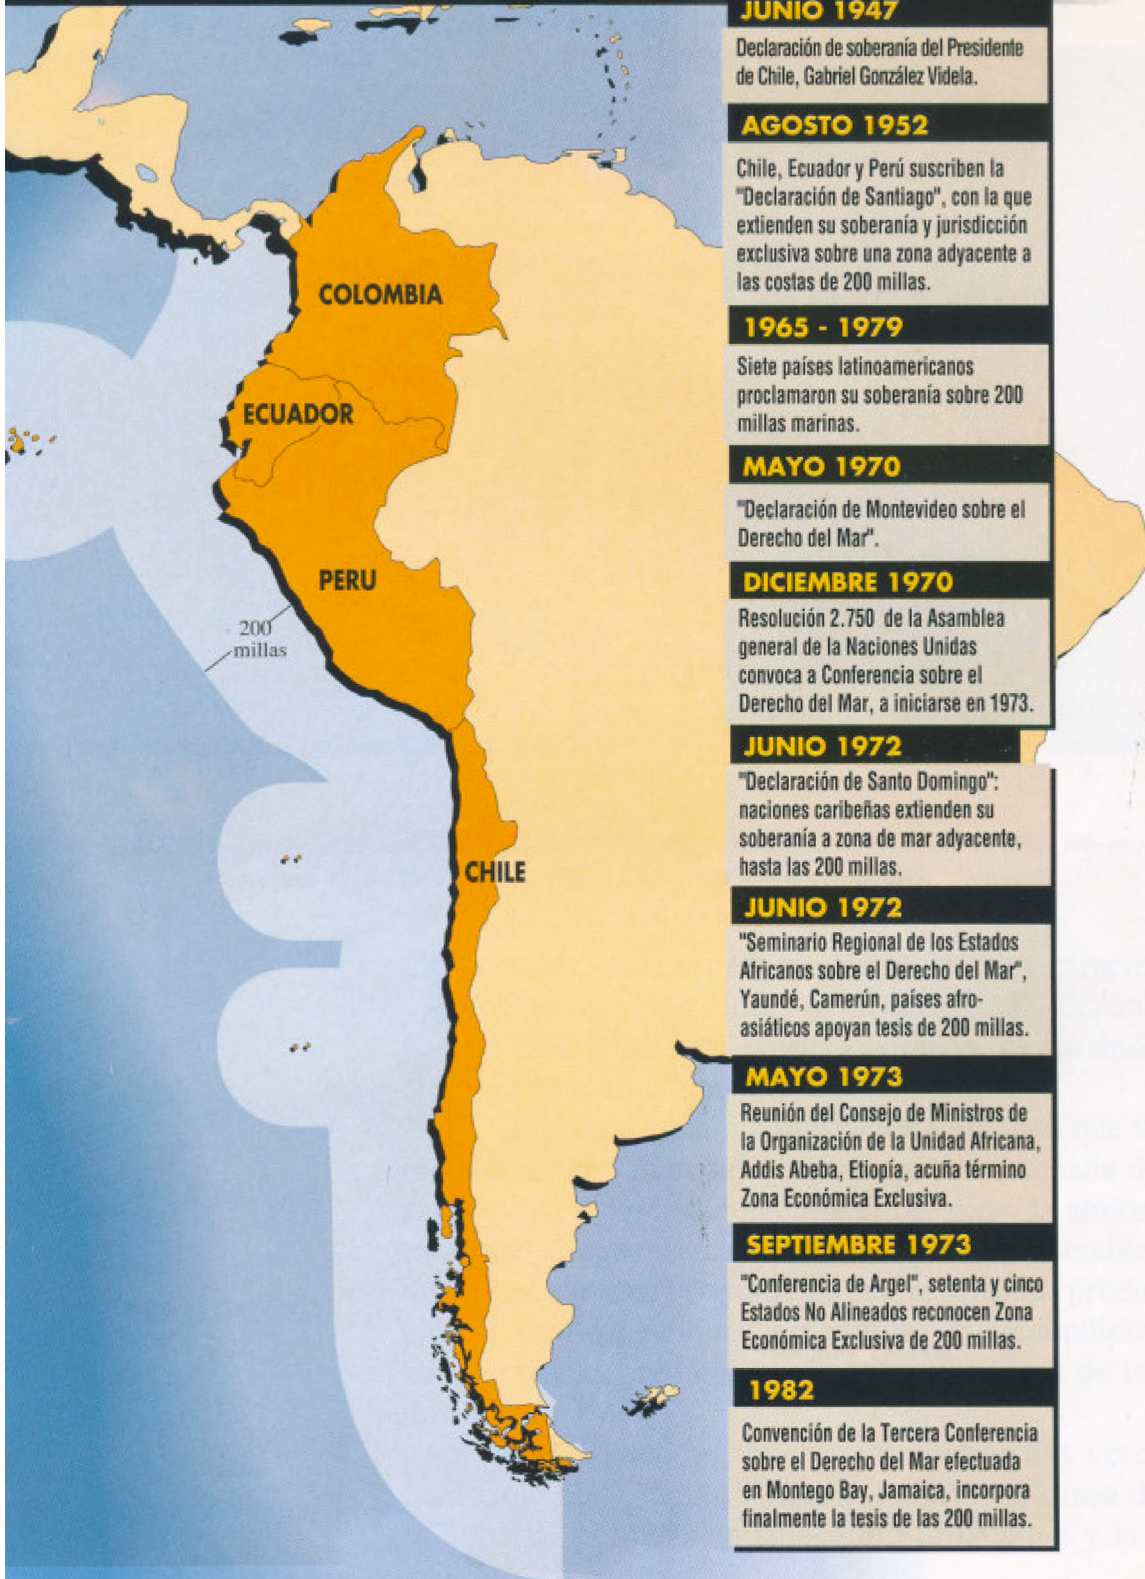 COLOMBIA
ECUADOR
PERU
200
millas
CHILE
JUNIO 1947
Declaración de soberanía del Presidente
de Chile, Gabriel González Videla.
AGOSTO 1952
Chile, Ecuador y Perú suscriben la
"Declaración de Santiago", con la que
extienden su soberanía y jurisdicción
exclusiva sobre una zona adyacente a
las costas de 200 millas.
1965 - 1979
Siete países latinoamericanos
proclamaron su soberanía sobre 200
millas marinas.
MAYO 1970
"Declaración de Montevideo sobre el
Derecho del Mar".
DICIEMBRE 1970
Resolución 2.750 de la Asamblea
general de la Naciones Unidas
convoca a Conferencia sobre el
Derecho del Mar, a iniciarse en 1973.
JUNIO 1972
"Declaración de Santo Domingo":
naciones caribeñas extienden su
soberanía a zona de mar adyacente,
hasta las 200 millas.
JUNIO 1972
"Seminario Regional de los Estados
Africanos sobre el Derecho del Mar",
Yaundé, Camerún, países afro-
asiáticos apoyan tesis de 200 millas.
MAYO 1973
Reunión del Consejo de Ministros de
la Organización de la Unidad Africana,
Addis Abeba, Etiopía, acuña término
Zona Económica Exclusiva.
SEPTIEMBRE 1973
"Conferencia de Argel", setenta y cinco
Estados No Alineados reconocen Zona
Económica Exclusiva de 200 millas.
1982
Convención de la Tercera Conferencia
sobre el Derecho del Mar efectuada
en Montego Bay, Jamaica, incorpora
finalmente la tesis de las 200 millas.